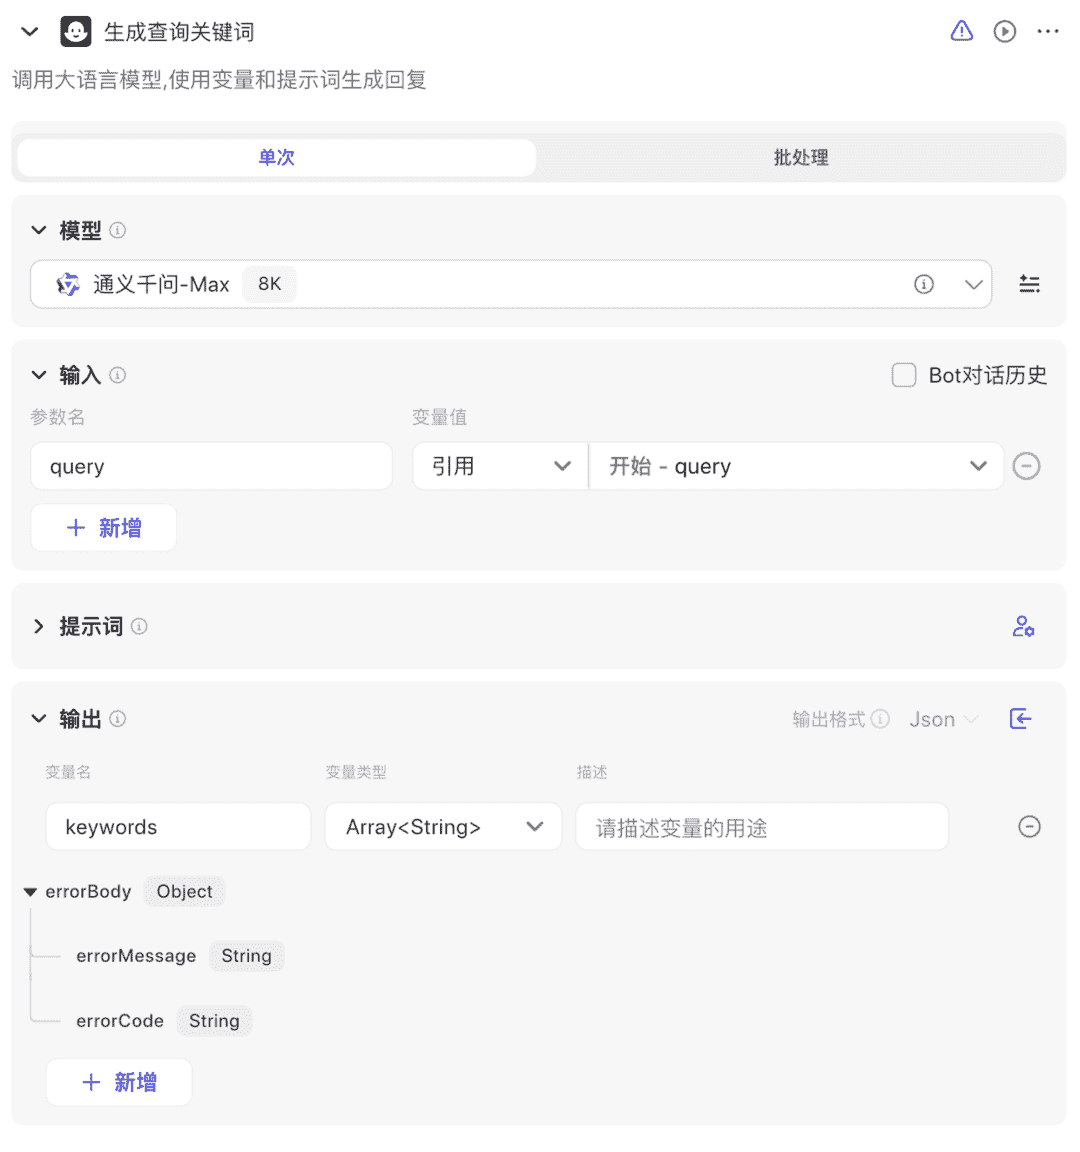 生成查询关键词
调用大语言模型,使用变量和提示词生成回复
单次 批处理
模型
通义千问-Max 8K
输入 Bot对话历史
参数名 变量值
query 引用 开始 - query
新增
提示词
输出 输出格式 Json
变量名 变量类型 描述
keywords Array<String> 请描述变量的用途
errorBody Object
errorMessage String
errorCode String
新增